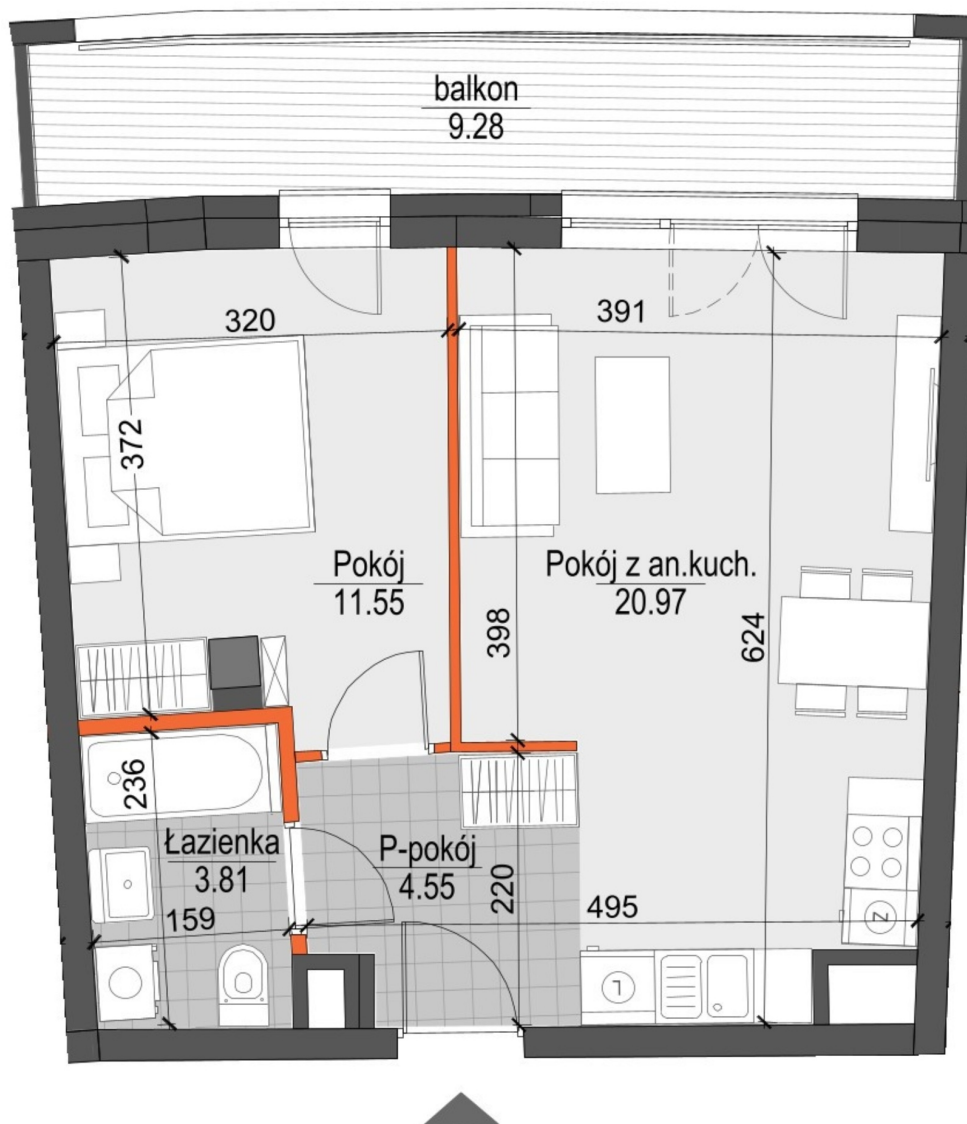 balkon
9.28
320
391
372
Pokój
11.55
Pokój z an.kuch.
20.97
398
624
236
Łazienka
3.81
P-pokój
4.55
220
159
495
Z
L